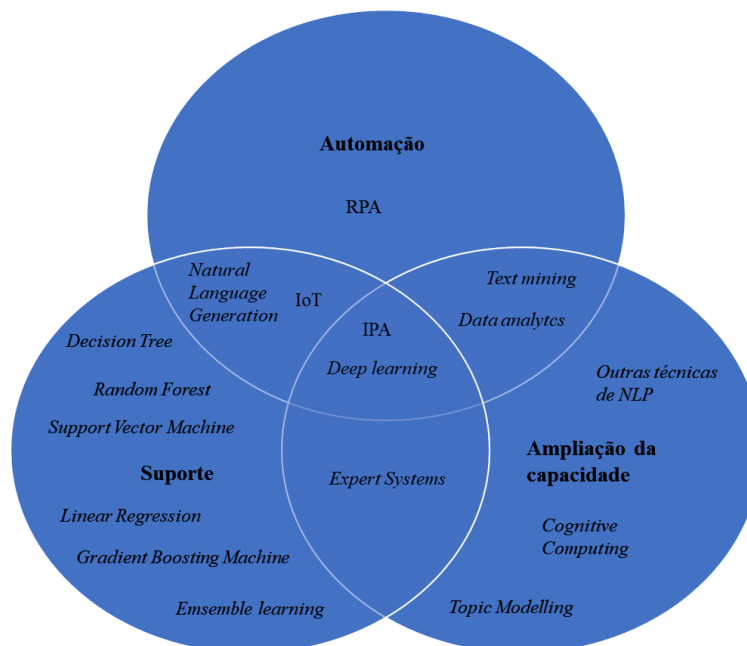 Automação
RPA
Natural
Language
Generation
IoT
Text mining
Data analytcs
IPA
Deep learning
Decision Tree
Random Forest
Support Vector Machine
Suporte
Linear Regression
Gradient Boosting Machine
Emsemble learning
Expert Systems
Outras técnicas
de NLP
Ampliação da
capacidade
Cognitive
Computing
Topic Modelling